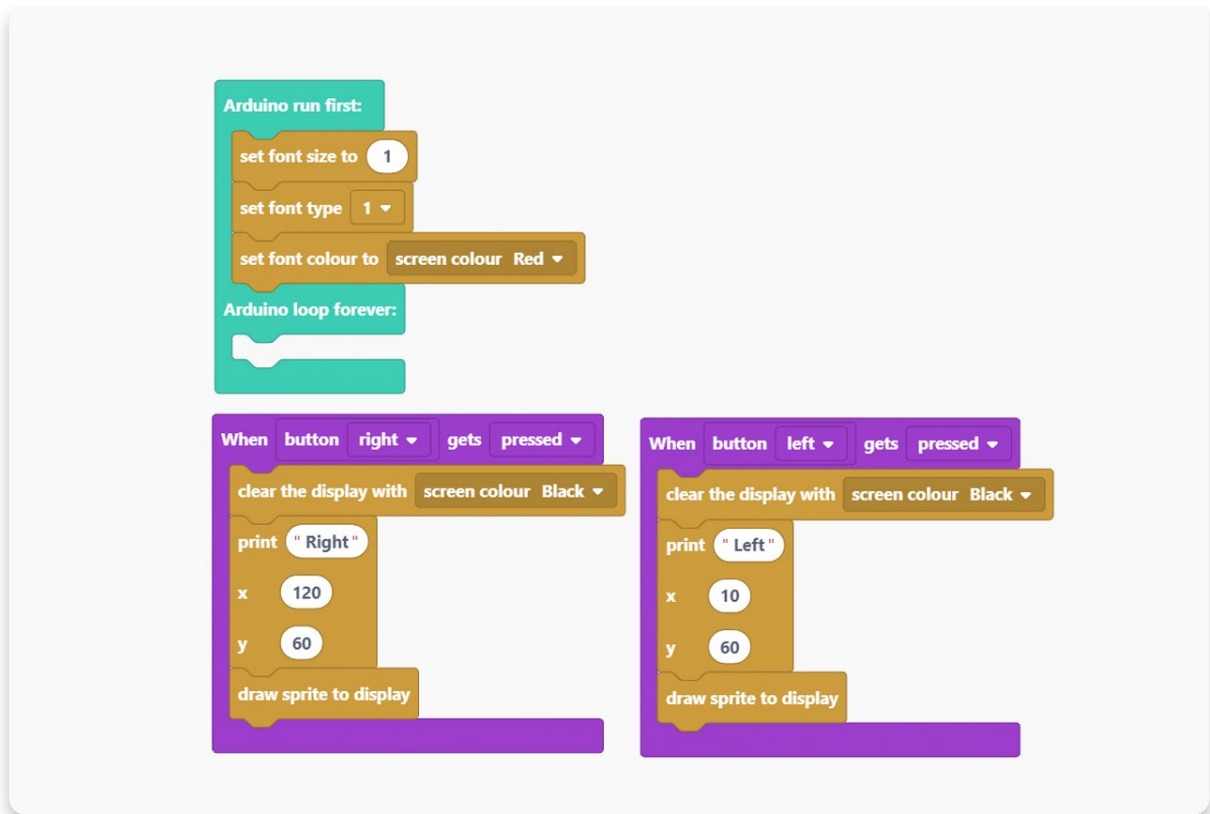 Arduino run first:
set font size to 1
set font type 1
set font colour to screen colour Red
Arduino loop forever:
When button right gets pressed
clear the display with screen colour Black
print "Right"
x 120
y 60
draw sprite to display
When button left gets pressed
clear the display with screen colour Black
print "Left"
x 10
y 60
draw sprite to display